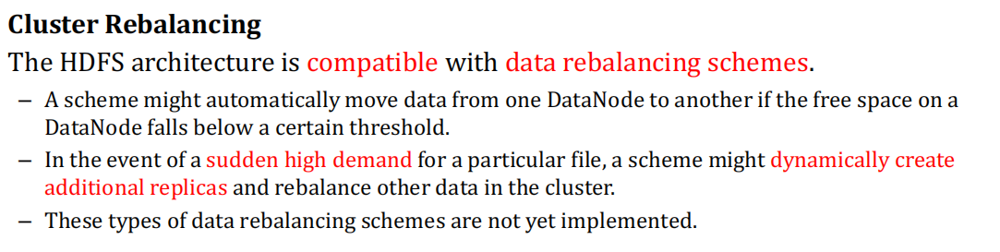 Cluster Rebalancing
The HDFS architecture is compatible with data rebalancing schemes.
– A scheme might automatically move data from one DataNode to another if the free space on a
DataNode falls below a certain threshold.
– In the event of a sudden high demand for a particular file, a scheme might dynamically create
additional replicas and rebalance other data in the cluster.
– These types of data rebalancing schemes are not yet implemented.